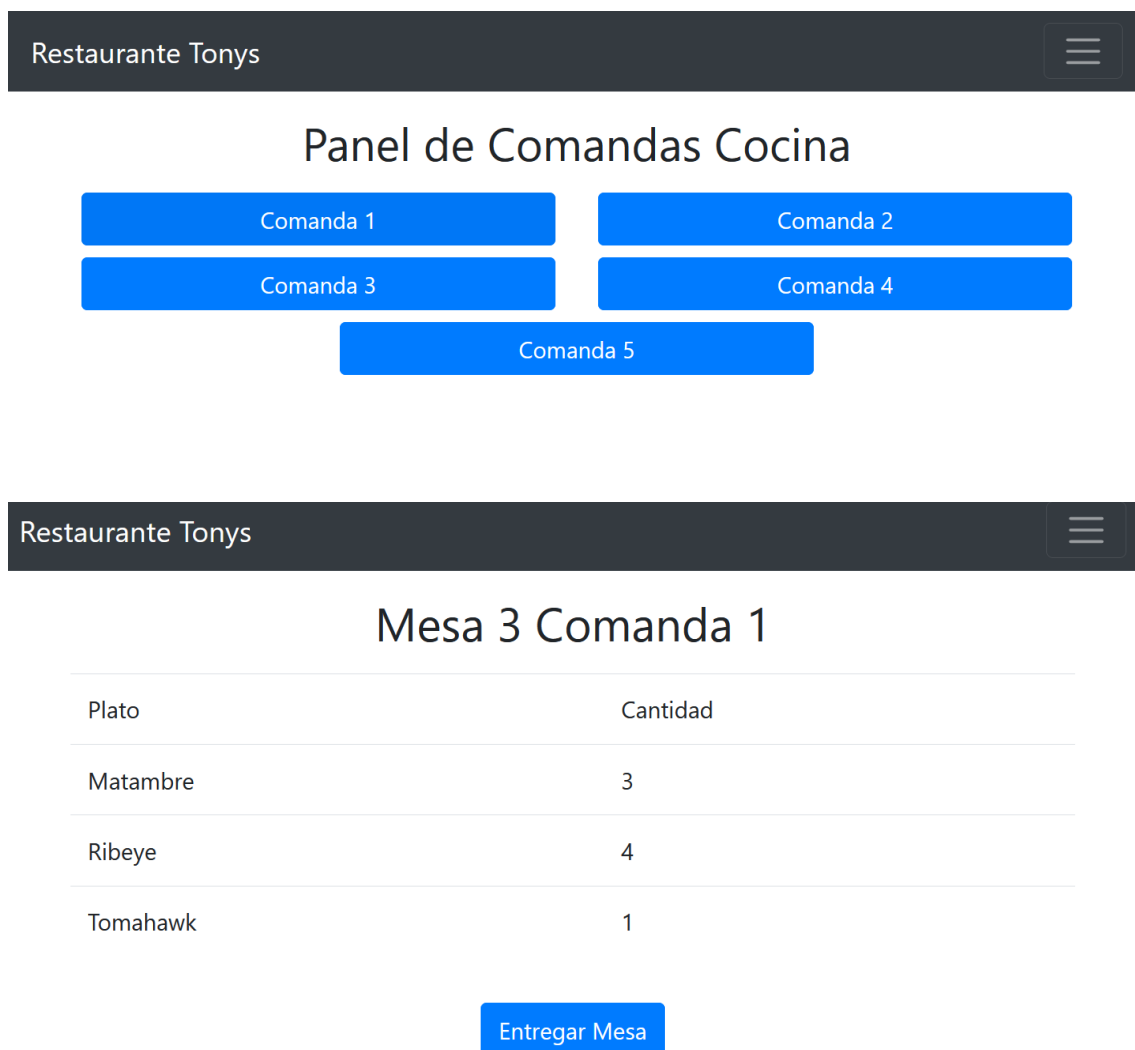 Restaurante Tonys
Panel de Comandas Cocina
Comanda 1 Comanda 2
Comanda 3 Comanda 4
Comanda 5
Restaurante Tonys
Mesa 3 Comanda 1
Plato Cantidad
Matambre 3
Ribeye 4
Tomahawk 1
Entregar Mesa